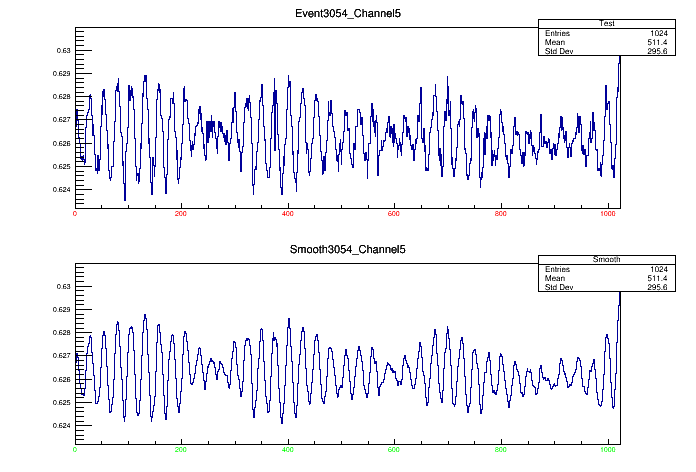 Event3054_Channel5
Test
Entries 1024
Mean 511.4
Std Dev 295.6
0.63
0.629
0.628
0.627
0.626
0.625
0.624
0 200 400 600 800 1000
Smooth3054_Channel5
Smooth
Entries 1024
Mean 511.4
Std Dev 295.6
0.63
0.629
0.628
0.627
0.626
0.625
0.624
0 200 400 600 800 1000